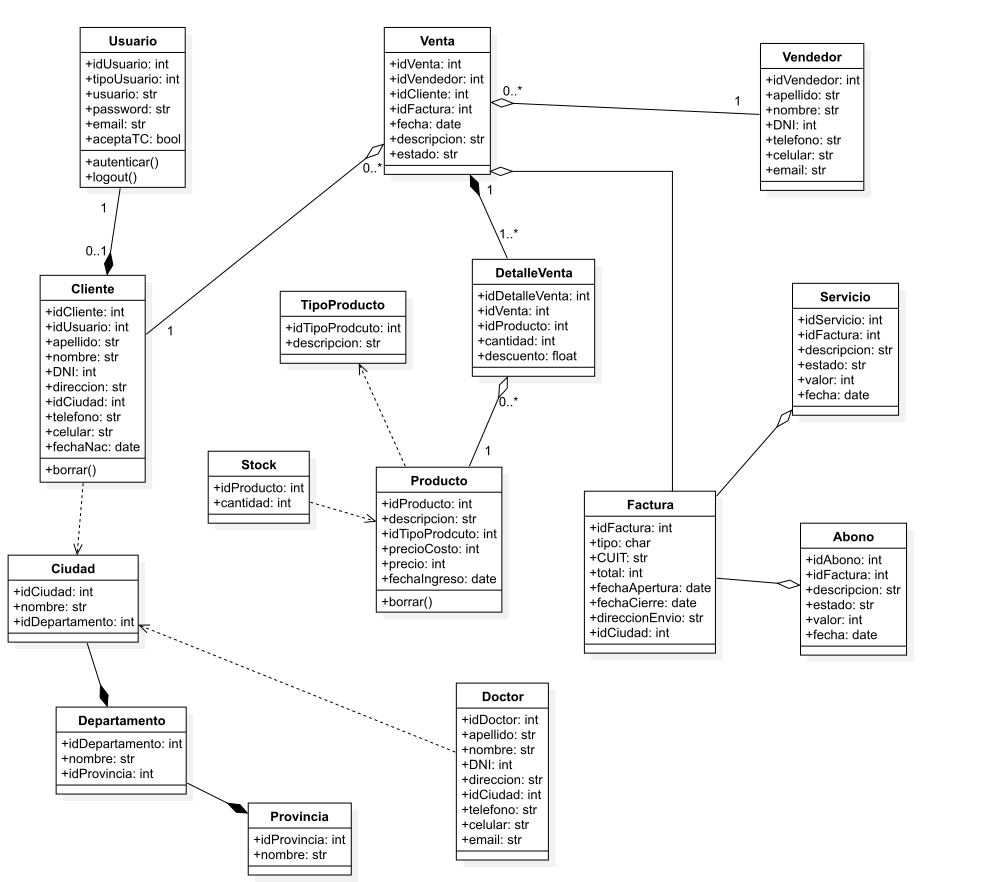 Usuario
+idUsuario: int
+tipoUsuario: int
+usuario: str
+password: str
+email: str
+aceptaTC: bool
+autenticar()
+logout()
Venta
+idVenta: int
+idVendedor: int
+idCliente: int
+idFactura: int
+fecha: date
+descripcion: str
+estado: str
Vendedor
+idVendedor: int
+apellido: str
+nombre: str
+DNI: int
+telefono: str
+celular: str
+email: str
0..*
1
0..*
1
1
1..*
1
0..1
Cliente
+idCliente: int
+idUsuario: int
+apellido: str
+nombre: str
+DNI: int
+direccion: str
+idCiudad: int
+telefono: str
+celular: str
+fechaNac: date
+borrar()
TipoProducto
+idTipoProdcuto: int
+descripcion: str
DetalleVenta
+idDetalleVenta: int
+idVenta: int
+idProducto: int
+cantidad: int
+descuento: float
0..*
1
Servicio
+idServicio: int
+idFactura: int
+descripcion: str
+estado: str
+valor: int
+fecha: date
Stock
+idProducto: int
+cantidad: int
Producto
+idProducto: int
+descripcion: str
+idTipoProdcuto: int
+precioCosto: int
+precio: int
+fechaIngreso: date
+borrar()
Factura
+idFactura: int
+tipo: char
+CUIT: str
+total: int
+fechaApertura: date
+fechaCierre: date
+direccionEnvio: str
+idCiudad: int
Abono
+idAbono: int
+idFactura: int
+descripcion: str
+estado: str
+valor: int
+fecha: date
Ciudad
+idCiudad: int
+nombre: str
+idDepartamento: int
Departamento
+idDepartamento: int
+nombre: str
+idProvincia: int
Provincia
+idProvincia: int
+nombre: str
Doctor
+idDoctor: int
+apellido: str
+nombre: str
+DNI: int
+direccion: str
+idCiudad: int
+telefono: str
+celular: str
+email: str